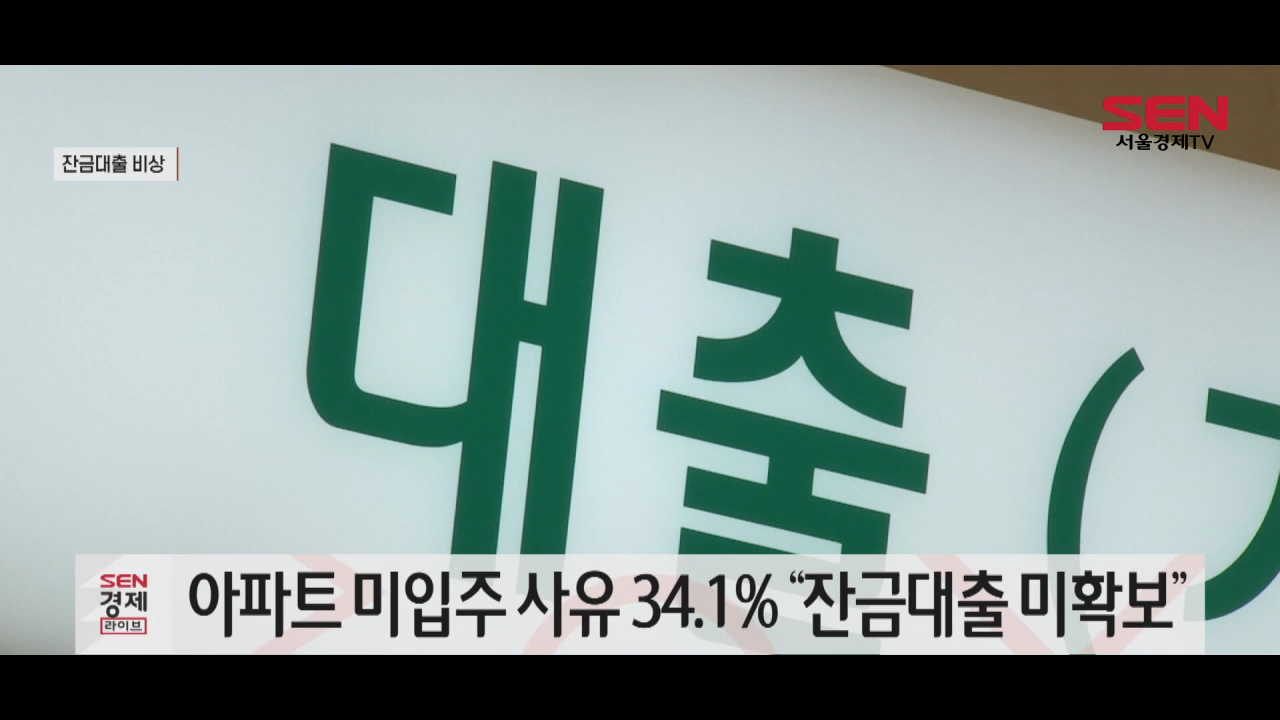 SEN
서울경제TV
잔금대출 비상
대출 (
SEN
경제
라이브
아파트 미입주 사유 34.1% “잔금대출 미확보”